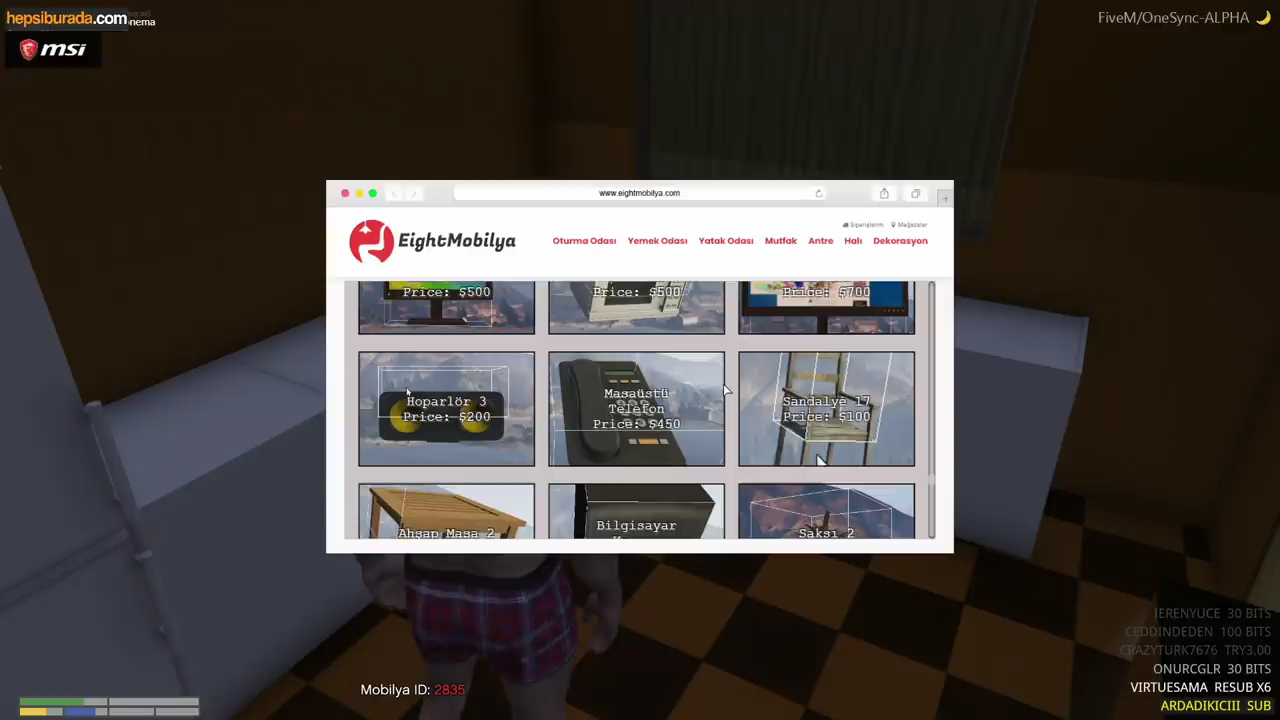 hepsiburada.com
nema
msi
FiveM/OneSync-ALPHA
www.eightmobilya.com
EightMobilya
Siparişlerim Mağazalar
Oturma Odası Yemek Odası Yatak Odası Mutfak Antre Halı Dekorasyon
Price: $500
Price: $500
Price: $700
Hoparlör 3
Price: $200
Masaüstü
Telefon
Price: $450
Sandalye 17
Price: $100
Ahşap Masa 2
Bilgisayar
Saksı 2
Mobilya ID: 2835
IERENYUCE 30 BITS
CEDDINDEDEN 100 BITS
CRAZYTURK7676 TRY3.00
ONURCGLR 30 BITS
VIRTUESAMA RESUB X6
ARDADIKICIII SUB